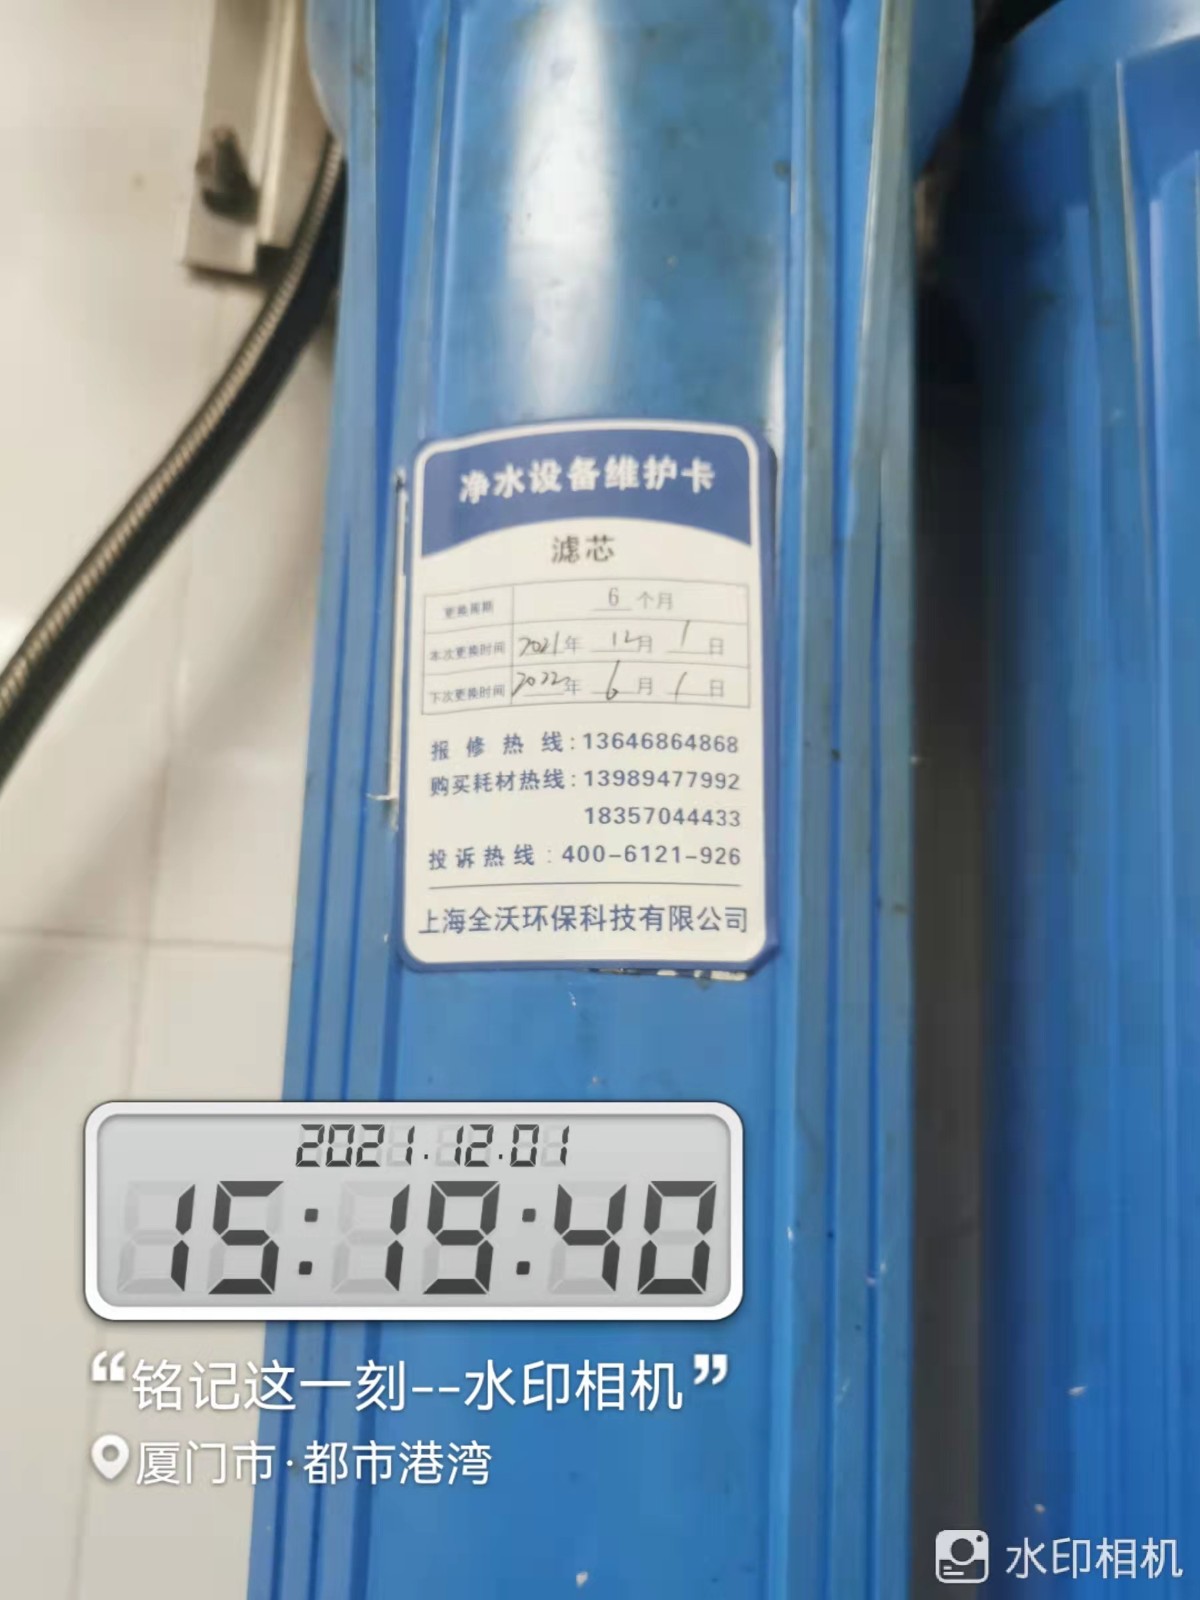 净水设备维护卡
滤芯
更换周期 6 个月
本次更换时间 2021年 12月 1日
下次更换时间 2022年 6月 1日
报修热线:13646864868
购买耗材热线:13989477992
18357044433
投诉热线:400-6121-926
上海全沃环保科技有限公司
2021.12.01
15:19:40
“铭记这一刻--水印相机”
厦门市·都市港湾
水印相机